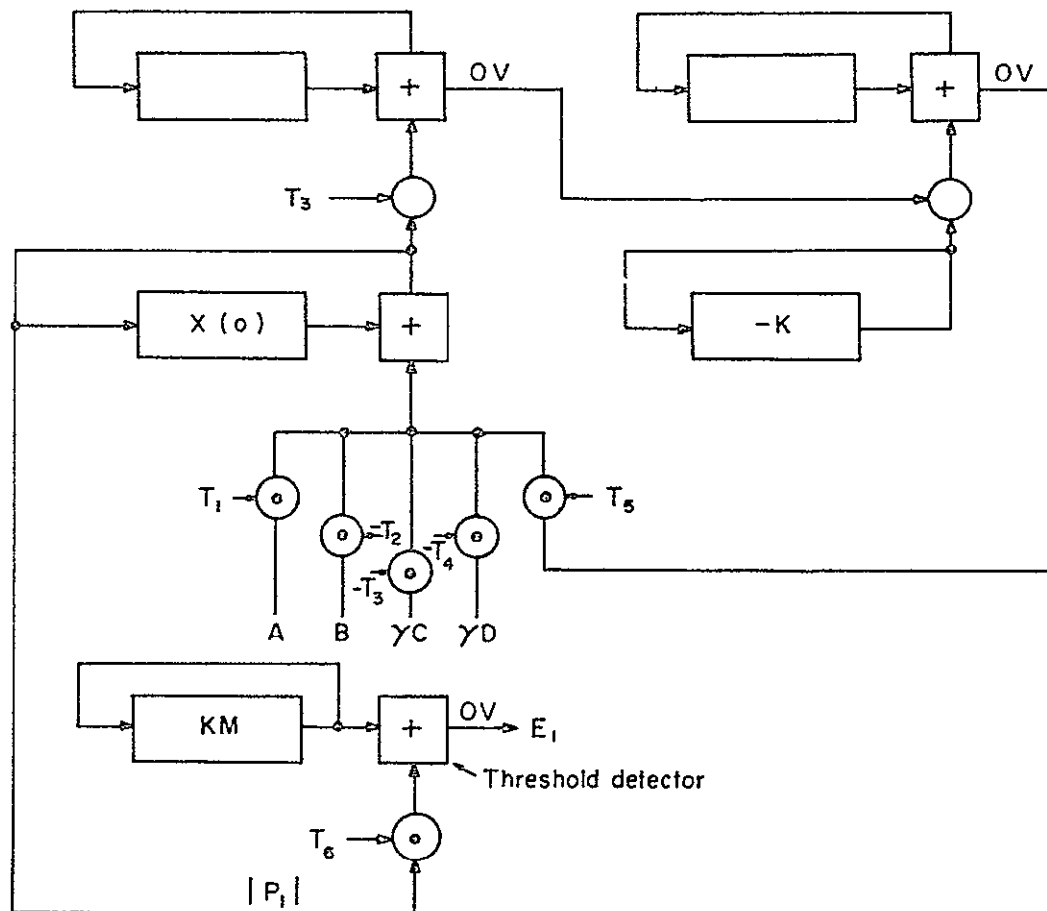 +
OV
+
OV
T3
X (o)
+
-K
T1
-T2
-T3
-T4
T5
A
B
γC
γD
KM
+
OV
E1
Threshold detector
T6
|P1|